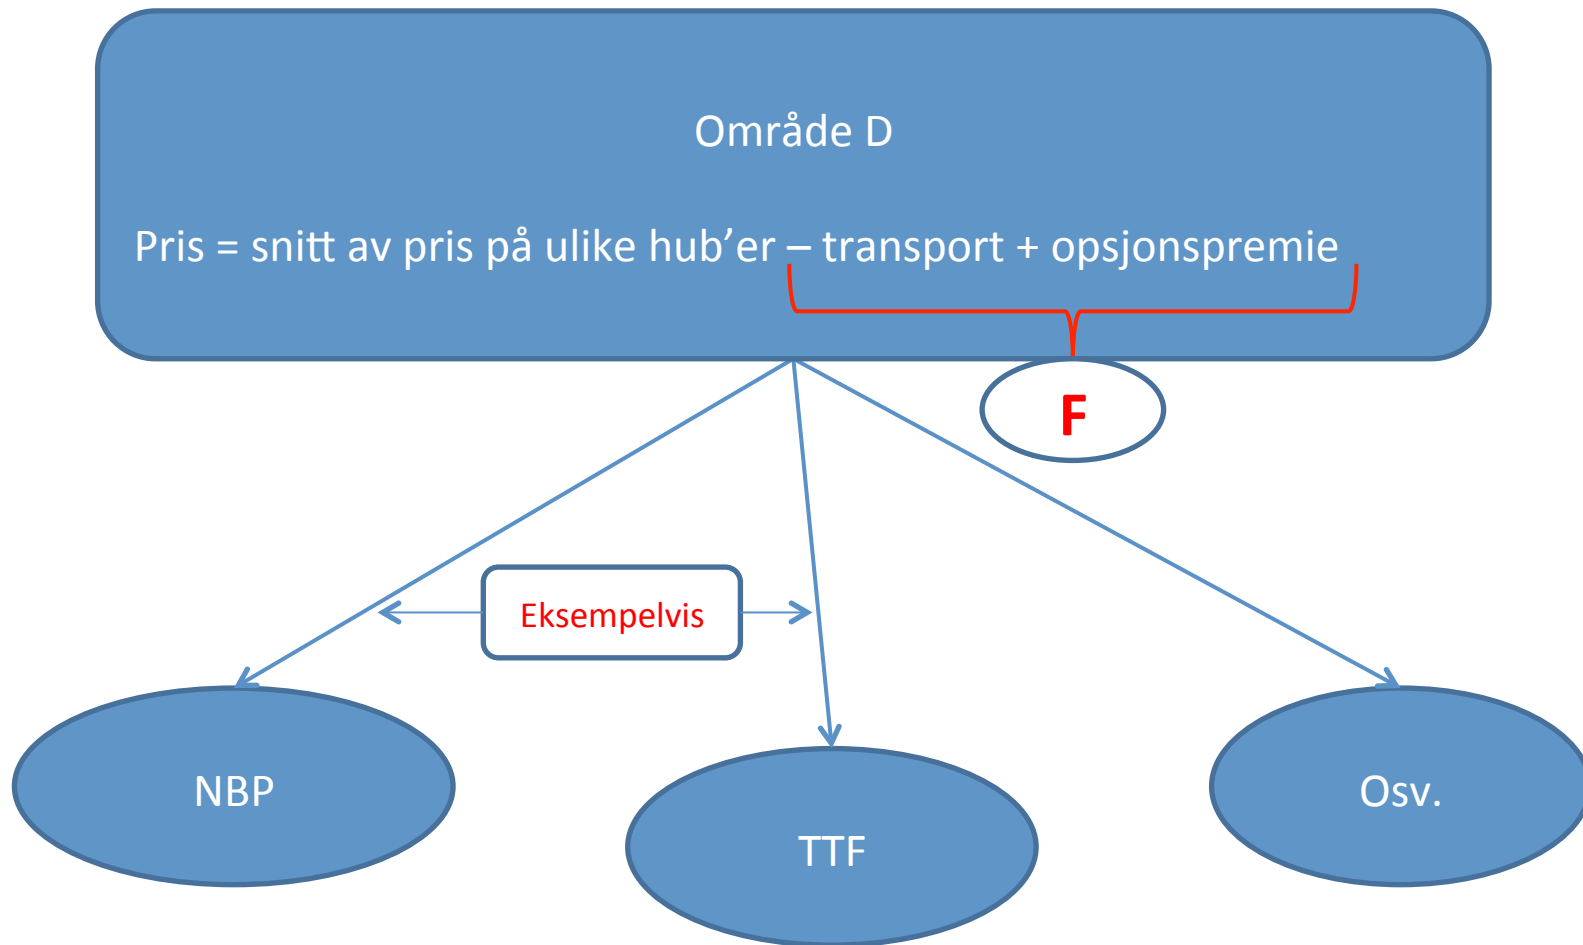 Område D
Pris = snitt av pris på ulike hub’er – transport + opsjonspremie
F
Eksempelvis
NBP
TTF
Osv.